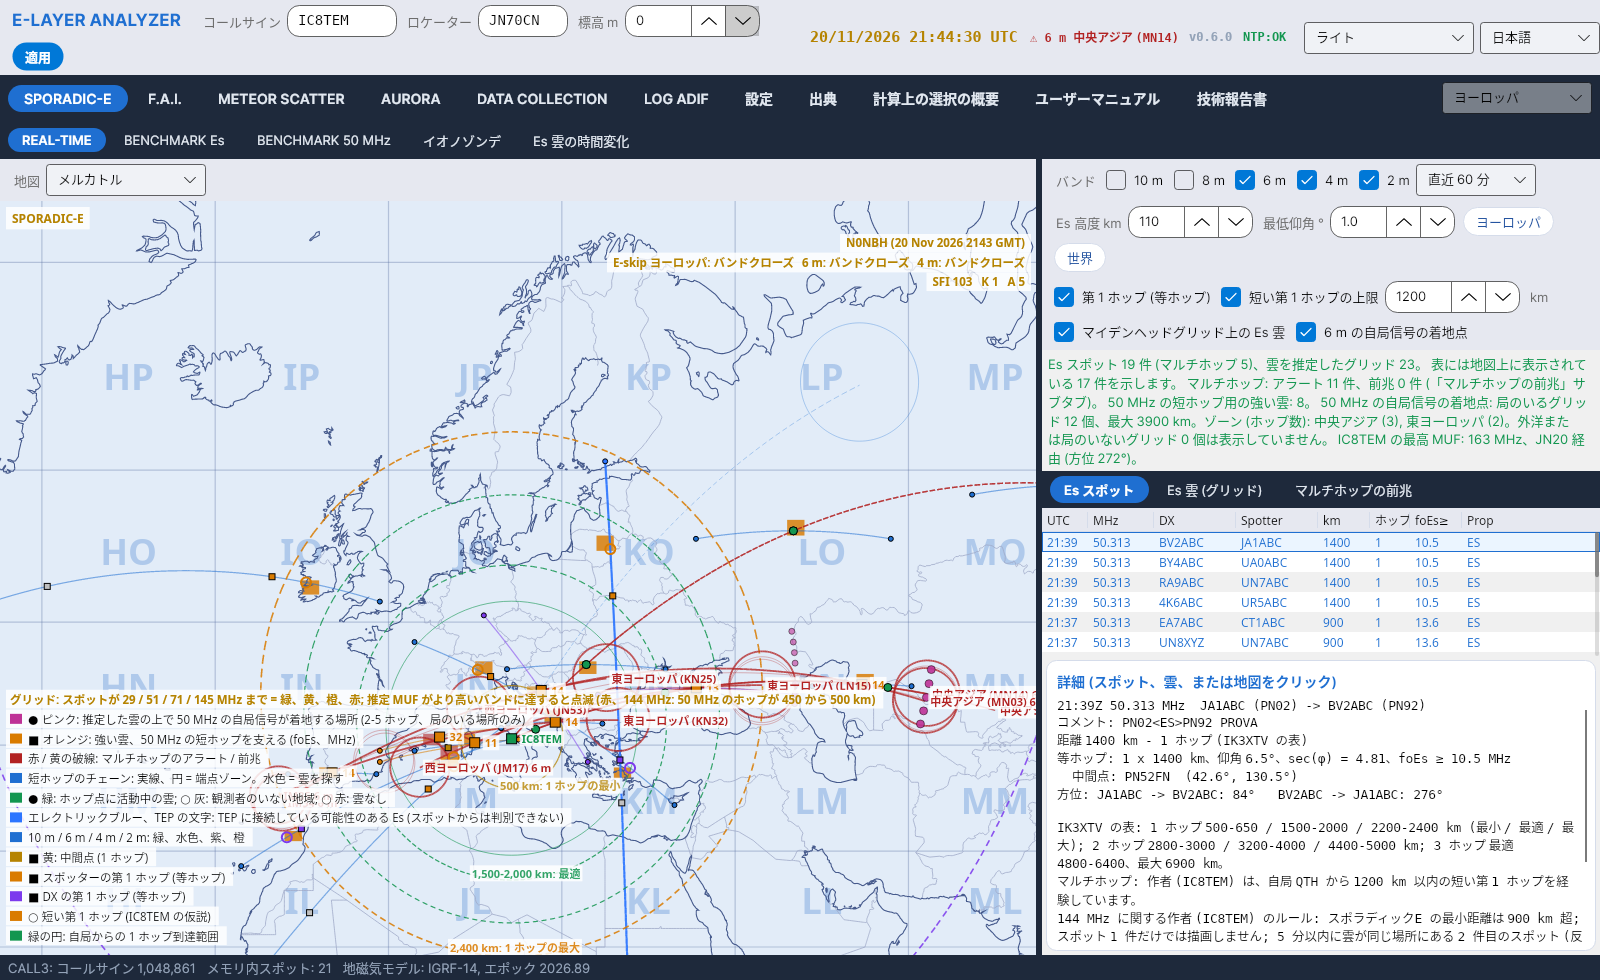 E-LAYER ANALYZER
コールサイン IC8TEM ロケーター JN70CN 標高 m 0
適用
20/11/2026 21:44:30 UTC ⚠ 6 m 中央アジア (MN14) v0.6.0 NTP:OK ライト 日本語
SPORADIC-E F.A.I. METEOR SCATTER AURORA DATA COLLECTION LOG ADIF 設定 出典 計算上の選択の概要 ユーザーマニュアル 技術報告書 ヨーロッパ
REAL-TIME BENCHMARK Es BENCHMARK 50 MHz イオノゾンデ Es 雲の時間変化
地図 メルカトル
SPORADIC-E
N0NBH (20 Nov 2026 2143 GMT)
E-skip ヨーロッパ: バンドクローズ 6 m: バンドクローズ 4 m: バンドクローズ
SFI 103 K 1 A 5
HP IP JP KP LP MP
HO IO KO LO MO
HN IN
東ヨーロッパ (KN25)
東ヨーロッパ (LN15) 14
グリッド: スポットが 29 / 51 / 71 / 145 MHz まで = 緑、黄、橙、赤; 推定 MUF がより高いバンドに達すると点滅 (赤、144 MHz: 50 MHz のホップが 450 から 500 km)
中央アジア (MN03) 6
● ピンク: 推定した雲の上で 50 MHz の自局信号が着地する場所 (2-5 ホップ、局のいる場所のみ)
14 東ヨーロッパ (KN32)
■ オレンジ: 強い雲、50 MHz の短ホップを支える (foEs、MHz)
32 11 IC8TEM
赤 / 黄の破線: マルチホップのアラート / 前兆
西ヨーロッパ (JM17) 6 m
短ホップのチェーン: 実線、円 = 端点ゾーン。水色 = 雲を探す
500 km: 1 ホップの最小
● 緑: ホップ点に活動中の雲; ○ 灰: 観測者のいない地域; ○ 赤: 雲なし
JM KM LM MM
エレクトリックブルー、TEP の文字: TEP に接続している可能性のある Es (スポットからは判別できない)
10 m / 6 m / 4 m / 2 m: 緑、水色、紫、橙
■ 黄: 中間点 (1 ホップ)
■ スポッターの第 1 ホップ (等ホップ)
1,500-2,000 km: 最適
■ DX の第 1 ホップ (等ホップ)
IL JL KL LL ML
○ 短い第 1 ホップ (IC8TEM の仮説)
緑の円: 自局からの 1 ホップ到達範囲
2,400 km: 1 ホップの最大
バンド 10 m 8 m 6 m 4 m 2 m 直近 60 分
Es 高度 km 110 最低仰角 ° 1.0 ヨーロッパ
世界
第 1 ホップ (等ホップ) 短い第 1 ホップの上限 1200 km
マイデンヘッドグリッド上の Es 雲 6 m の自局信号の着地点
Es スポット 19 件 (マルチホップ 5)、雲を推定したグリッド 23。 表には地図上に表示されて
いる 17 件を示します。 マルチホップ: アラート 11 件、前兆 0 件 (「マルチホップの前兆」サ
ブタブ)。 50 MHz の短ホップ用の強い雲: 8。 50 MHz の自局信号の着地点: 局のいるグリッ
ド 12 個、最大 3900 km。ゾーン (ホップ数): 中央アジア (3), 東ヨーロッパ (2)。外洋また
は局のいないグリッド 0 個は表示していません。 IC8TEM の最高 MUF: 163 MHz、JN20 経
由 (方位 272°)。
Es スポット Es 雲 (グリッド) マルチホップの前兆
UTC MHz DX Spotter km ホップ foEs≥ Prop
21:39 50.313 BV2ABC JA1ABC 1400 1 10.5 ES
21:39 50.313 BY4ABC UA0ABC 1400 1 10.5 ES
21:39 50.313 RA9ABC UN7ABC 1400 1 10.5 ES
21:39 50.313 4K6ABC UR5ABC 1400 1 10.5 ES
21:37 50.313 EA7ABC CT1ABC 900 1 13.6 ES
21:37 50.313 UN8XYZ UN7ABC 900 1 13.6 ES
詳細 (スポット、雲、または地図をクリック)
21:39Z 50.313 MHz JA1ABC (PN02) -> BV2ABC (PN92)
コメント: PN02<ES>PN92 PROVA
距離 1400 km - 1 ホップ (IK3XTV の表)
等ホップ: 1 x 1400 km、仰角 6.5°、sec(φ) = 4.81、foEs ≥ 10.5 MHz
中間点: PN52FN (42.6°, 130.5°)
方位: JA1ABC -> BV2ABC: 84° BV2ABC -> JA1ABC: 276°
IK3XTV の表: 1 ホップ 500-650 / 1500-2000 / 2200-2400 km (最小 / 最適 / 最
大); 2 ホップ 2800-3000 / 3200-4000 / 4400-5000 km; 3 ホップ 最適
4800-6400、最大 6900 km。
マルチホップ: 作者 (IC8TEM) は、自局 QTH から 1200 km 以内の短い第 1 ホップを経
験しています。
144 MHz に関する作者 (IC8TEM) のルール: スポラディックE の最小距離は 900 km 超;
スポット 1 件だけでは描画しません; 5 分以内に雲が同じ場所にある 2 件目のスポット (反
CALL3: コールサイン 1,048,861 メモリ内スポット: 21 地磁気モデル: IGRF-14, エポック 2026.89